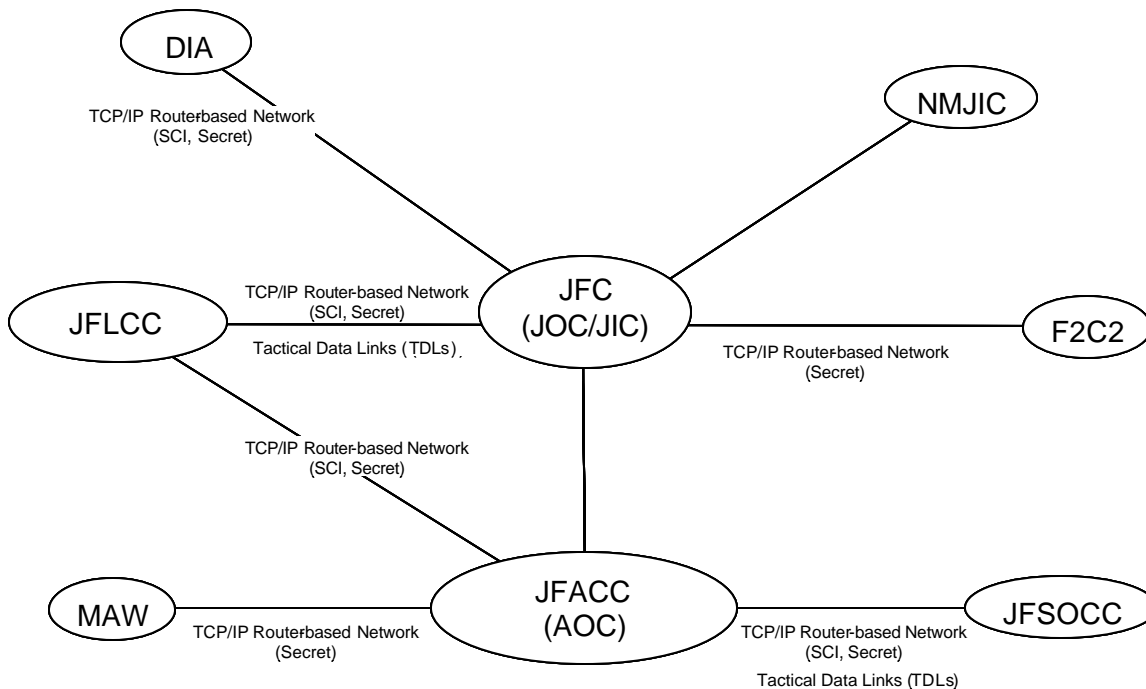 DIA
TCP/IP Router-based Network
(SCI, Secret)
NMJIC
JFC
(JOC/JIC)
JFLCC
TCP/IP Router-based Network
(SCI, Secret)
Tactical Data Links (TDLs)
F2C2
TCP/IP Router-based Network
(Secret)
TCP/IP Router-based Network
(SCI, Secret)
JFACC
(AOC)
MAW
TCP/IP Router-based Network
(Secret)
JFSOCC
TCP/IP Router-based Network
(SCI, Secret)
Tactical Data Links (TDLs)